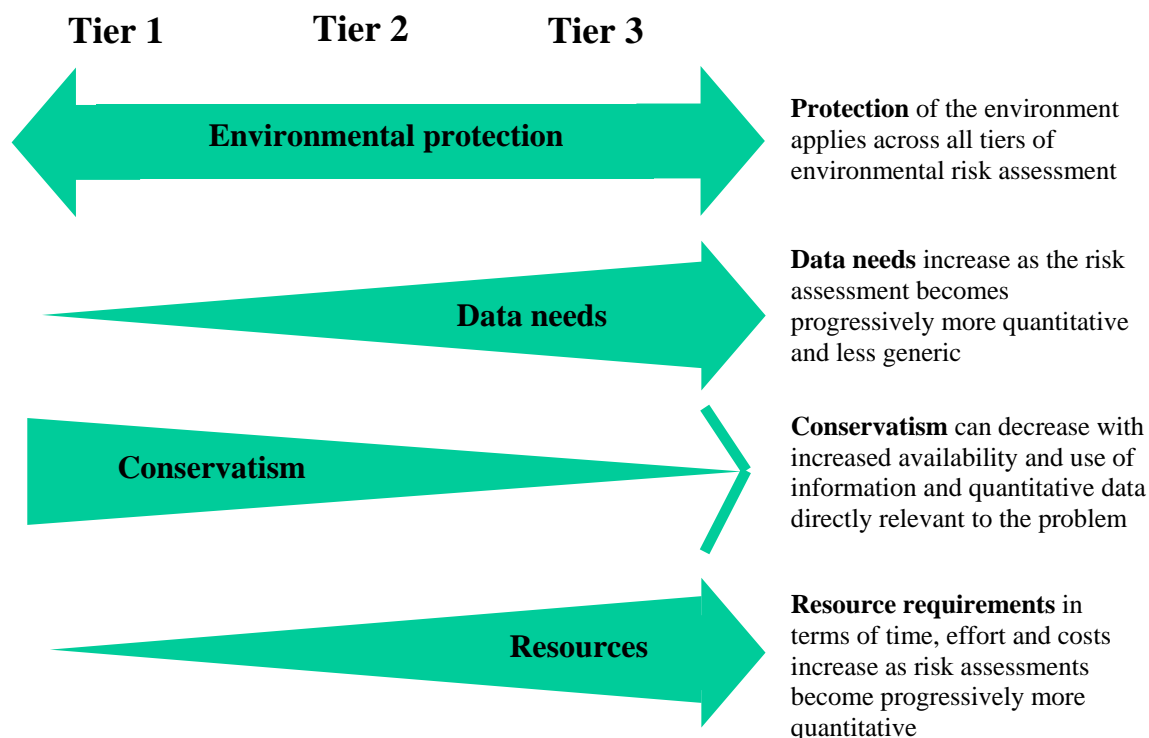 Tier 1 Tier 2 Tier 3
Environmental protection
Protection of the environment
applies across all tiers of
environmental risk assessment
Data needs
Data needs increase as the risk
assessment becomes
progressively more quantitative
and less generic
Conservatism
Conservatism can decrease with
increased availability and use of
information and quantitative data
directly relevant to the problem
Resources
Resource requirements in
terms of time, effort and costs
increase as risk assessments
become progressively more
quantitative